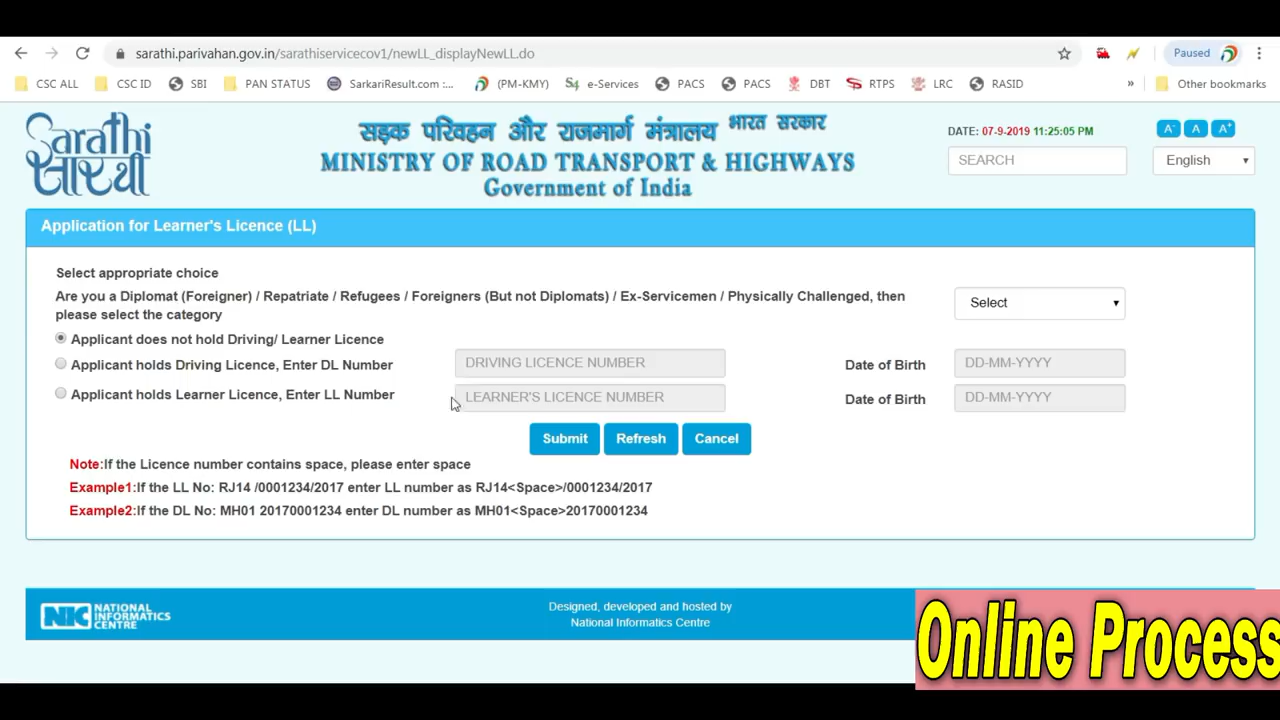 sarathi.parivahan.gov.in/sarathiservicecov1/newLL_displayNewLL.do
Paused
CSC ALL CSC ID SBI PAN STATUS SarkariResult.com :... (PM-KMY) e-Services PACS PACS DBT RTPS LRC RASID » Other bookmarks
Sarathi
सारथी
सड़क परिवहन और राजमार्ग मंत्रालय भारत सरकार
MINISTRY OF ROAD TRANSPORT & HIGHWAYS
Government of India
DATE: 07-9-2019 11:25:05 PM
A- A A+
SEARCH
English
Application for Learner's Licence (LL)
Select appropriate choice
Are you a Diplomat (Foreigner) / Repatriate / Refugees / Foreigners (But not Diplomats) / Ex-Servicemen / Physically Challenged, then
please select the category
Select
Applicant does not hold Driving/ Learner Licence
Applicant holds Driving Licence, Enter DL Number DRIVING LICENCE NUMBER Date of Birth DD-MM-YYYY
Applicant holds Learner Licence, Enter LL Number LEARNER'S LICENCE NUMBER Date of Birth DD-MM-YYYY
Submit Refresh Cancel
Note:If the Licence number contains space, please enter space
Example1:If the LL No: RJ14 /0001234/2017 enter LL number as RJ14<Space>/0001234/2017
Example2:If the DL No: MH01 20170001234 enter DL number as MH01<Space>20170001234
NIC NATIONAL
INFORMATICS
CENTRE
Designed, developed and hosted by
National Informatics Centre
Online Process